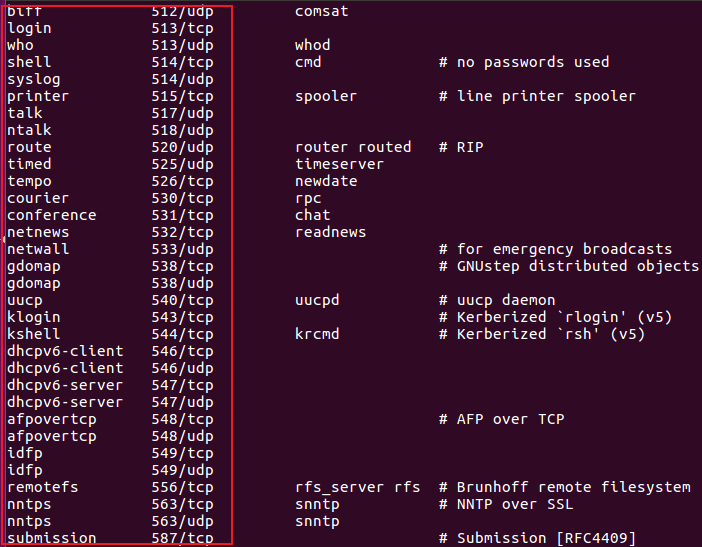 biff 512/udp comsat
login 513/tcp
who 513/udp whod
shell 514/tcp cmd # no passwords used
syslog 514/udp
printer 515/tcp spooler # line printer spooler
talk 517/udp
ntalk 518/udp
route 520/udp router routed # RIP
timed 525/udp timeserver
tempo 526/tcp newdate
courier 530/tcp rpc
conference 531/tcp chat
netnews 532/tcp readnews
netwall 533/udp # for emergency broadcasts
gdomap 538/tcp # GNUstep distributed objects
gdomap 538/udp
uucp 540/tcp uucpd # uucp daemon
klogin 543/tcp # Kerberized `rlogin' (v5)
kshell 544/tcp krcmd # Kerberized `rsh' (v5)
dhcpv6-client 546/tcp
dhcpv6-client 546/udp
dhcpv6-server 547/tcp
dhcpv6-server 547/udp
afpovertcp 548/tcp # AFP over TCP
afpovertcp 548/udp
idfp 549/tcp
idfp 549/udp
remotefs 556/tcp rfs_server rfs # Brunhoff remote filesystem
nntps 563/tcp snntp # NNTP over SSL
nntps 563/udp snntp
submission 587/tcp # Submission [RFC4409]